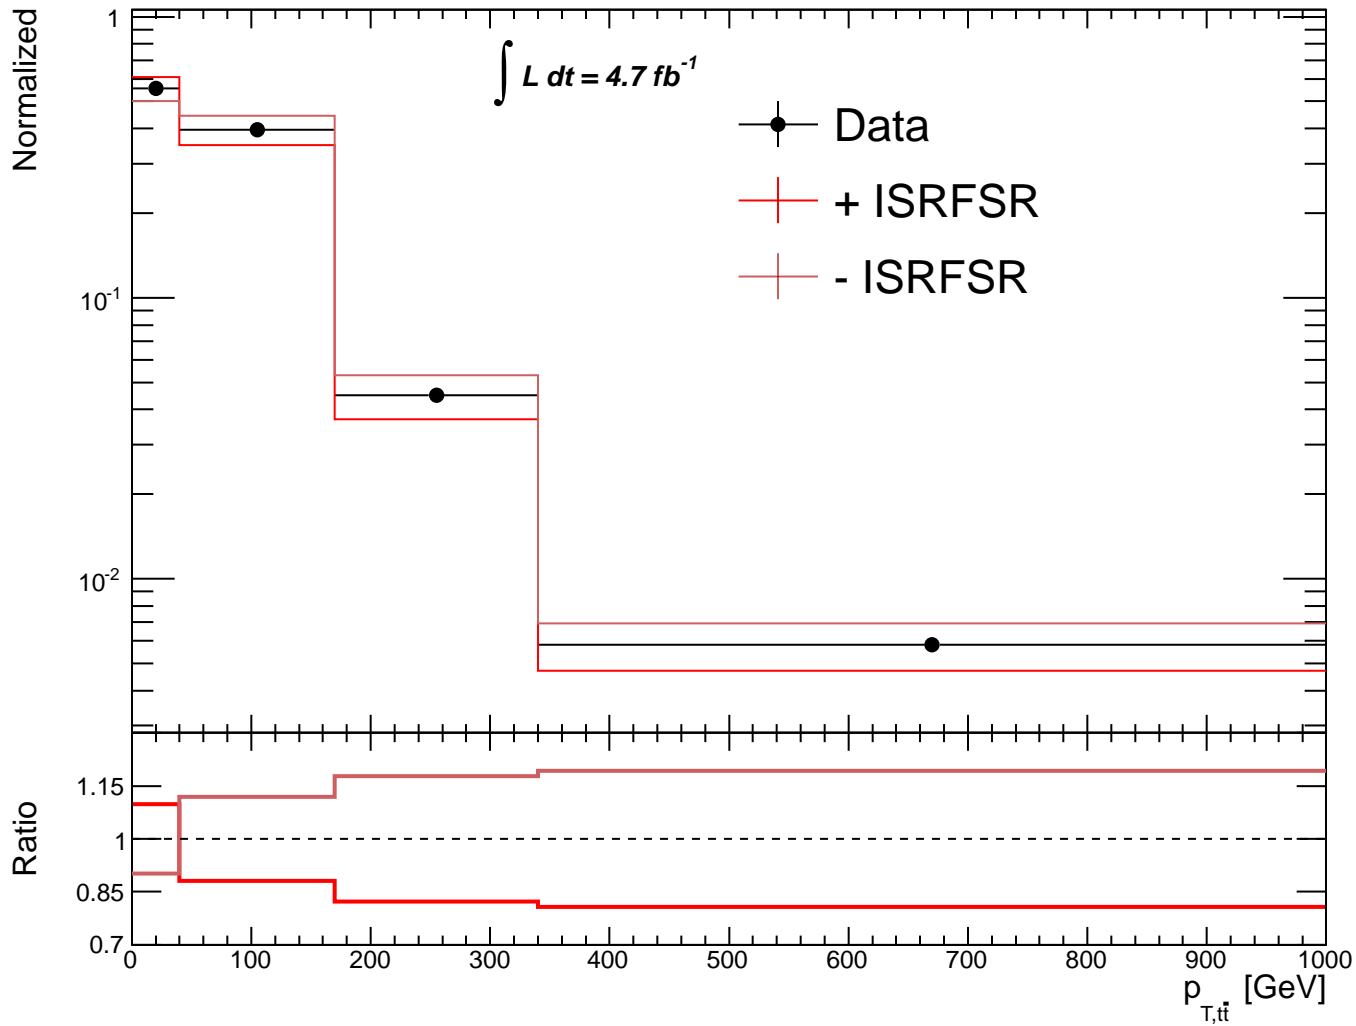 Normalized
1
10⁻¹
10⁻²
∫ L dt = 4.7 fb⁻¹
Data
+ ISRFSR
- ISRFSR
Ratio
1.15
1
0.85
0.7
0 100 200 300 400 500 600 700 800 900 1000
p_T,tt̄ [GeV]